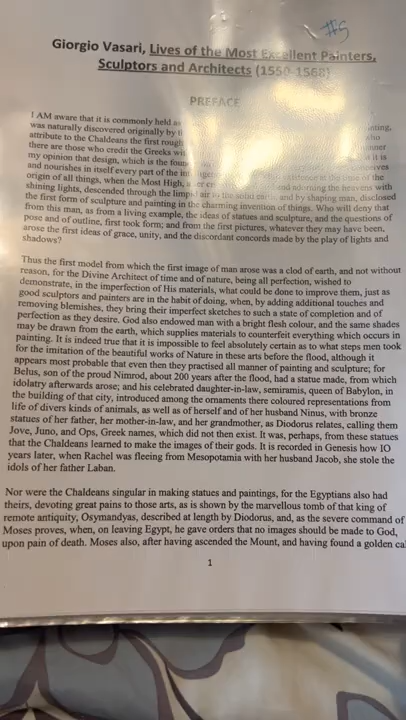 #5
Giorgio Vasari, Lives of the Most Excellent Painters,
Sculptors and Architects (1550-1568)
PREFACE
I AM aware that it is commonly held as
was naturally discovered originally by
attribute to the Chaldeans the first rough
there are those who credit the Greeks
my opinion that design, which is the
and nourishes in itself every part of the
origin of all things, when the Most High, and adorning the heavens with
shining lights, descended through the limpid air to the solid earth, and by shaping man, disclosed
the first form of sculpture and painting in the charming invention of things. Who will deny that
from this man, as from a living example, the ideas of statues and sculpture, and the questions of
pose and of outline, first took form; and from the first pictures, whatever they may have been,
arose the first ideas of grace, unity, and the discordant concords made by the play of lights and
shadows?
Thus the first model from which the first image of man arose was a clod of earth, and not without
reason, for the Divine Architect of time and of nature, being all perfection, wished to
demonstrate, in the imperfection of His materials, what could be done to improve them, just as
good sculptors and painters are in the habit of doing, when, by adding additional touches and
removing blemishes, they bring their imperfect sketches to such a state of completion and of
perfection as they desire. God also endowed man with a bright flesh colour, and the same shades
may be drawn from the earth, which supplies materials to counterfeit everything which occurs in
painting. It is indeed true that it is impossible to feel absolutely certain as to what steps men took
for the imitation of the beautiful works of Nature in these arts before the flood, although it
appears most probable that even then they practised all manner of painting and sculpture; for
Belus, son of the proud Nimrod, about 200 years after the flood, had a statue made, from which
idolatry afterwards arose; and his celebrated daughter-in-law, semiramis, queen of Babylon, in
the building of that city, introduced among the ornaments there coloured representations from
life of divers kinds of animals, as well as of herself and of her husband Ninus, with bronze
statues of her father, her mother-in-law, and her grandmother, as Diodorus relates, calling them
Jove, Juno, and Ops, Greek names, which did not then exist. It was, perhaps, from these statues
that the Chaldeans learned to make the images of their gods. It is recorded in Genesis how 1O
years later, when Rachel was fleeing from Mesopotamia with her husband Jacob, she stole the
idols of her father Laban.
Nor were the Chaldeans singular in making statues and paintings, for the Egyptians also had
theirs, devoting great pains to those arts, as is shown by the marvellous tomb of that king of
remote antiquity, Osymandyas, described at length by Diodorus, and, as the severe command of
Moses proves, when, on leaving Egypt, he gave orders that no images should be made to God,
upon pain of death. Moses also, after having ascended the Mount, and having found a golden
1